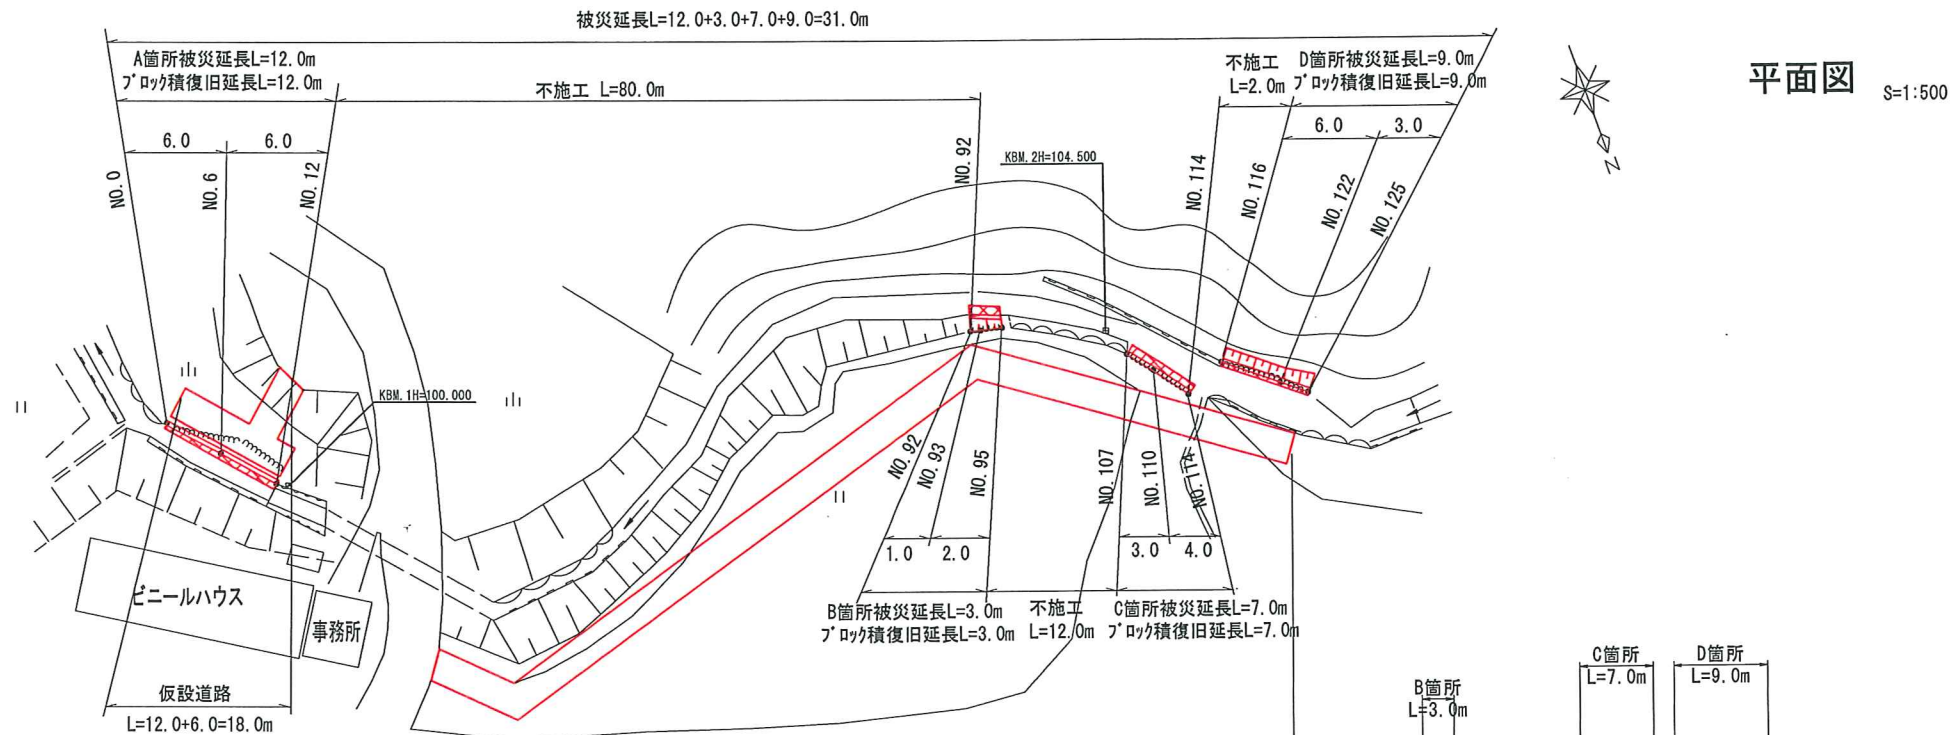 被災延長L=12.0+3.0+7.0+9.0=31.0m
平面図 S=1:500
A箇所被災延長L=12.0m
ブロック積復旧延長L=12.0m
不施工 L=80.0m
不施工
L=2.0m
D箇所被災延長L=9.0m
ブロック積復旧延長L=9.0m
6.0
6.0
6.0
3.0
NO.0
NO.6
NO.12
NO.92
KBM.2H=104.500
NO.114
NO.116
NO.122
NO.125
N
KBM.1H=100.000
NO.92
NO.93
NO.95
NO.107
NO.110
NO.114
1.0
2.0
3.0
4.0
ビニールハウス
事務所
B箇所被災延長L=3.0m
ブロック積復旧延長L=3.0m
不施工
L=12.0m
C箇所被災延長L=7.0m
ブロック積復旧延長L=7.0m
仮設道路
L=12.0+6.0=18.0m
B箇所
L=3.0m
C箇所
L=7.0m
D箇所
L=9.0m